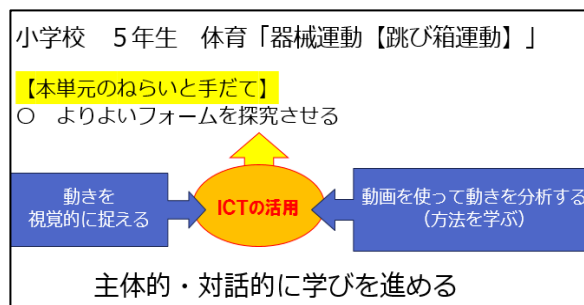 小学校　５年生　体育「器械運動【跳び箱運動】」
【本単元のねらいと手だて】
○　よりよいフォームを探究させる
動きを
視覚的に捉える
ICTの活用
動画を使って動きを分析する
（方法を学ぶ）
主体的・対話的に学びを進める